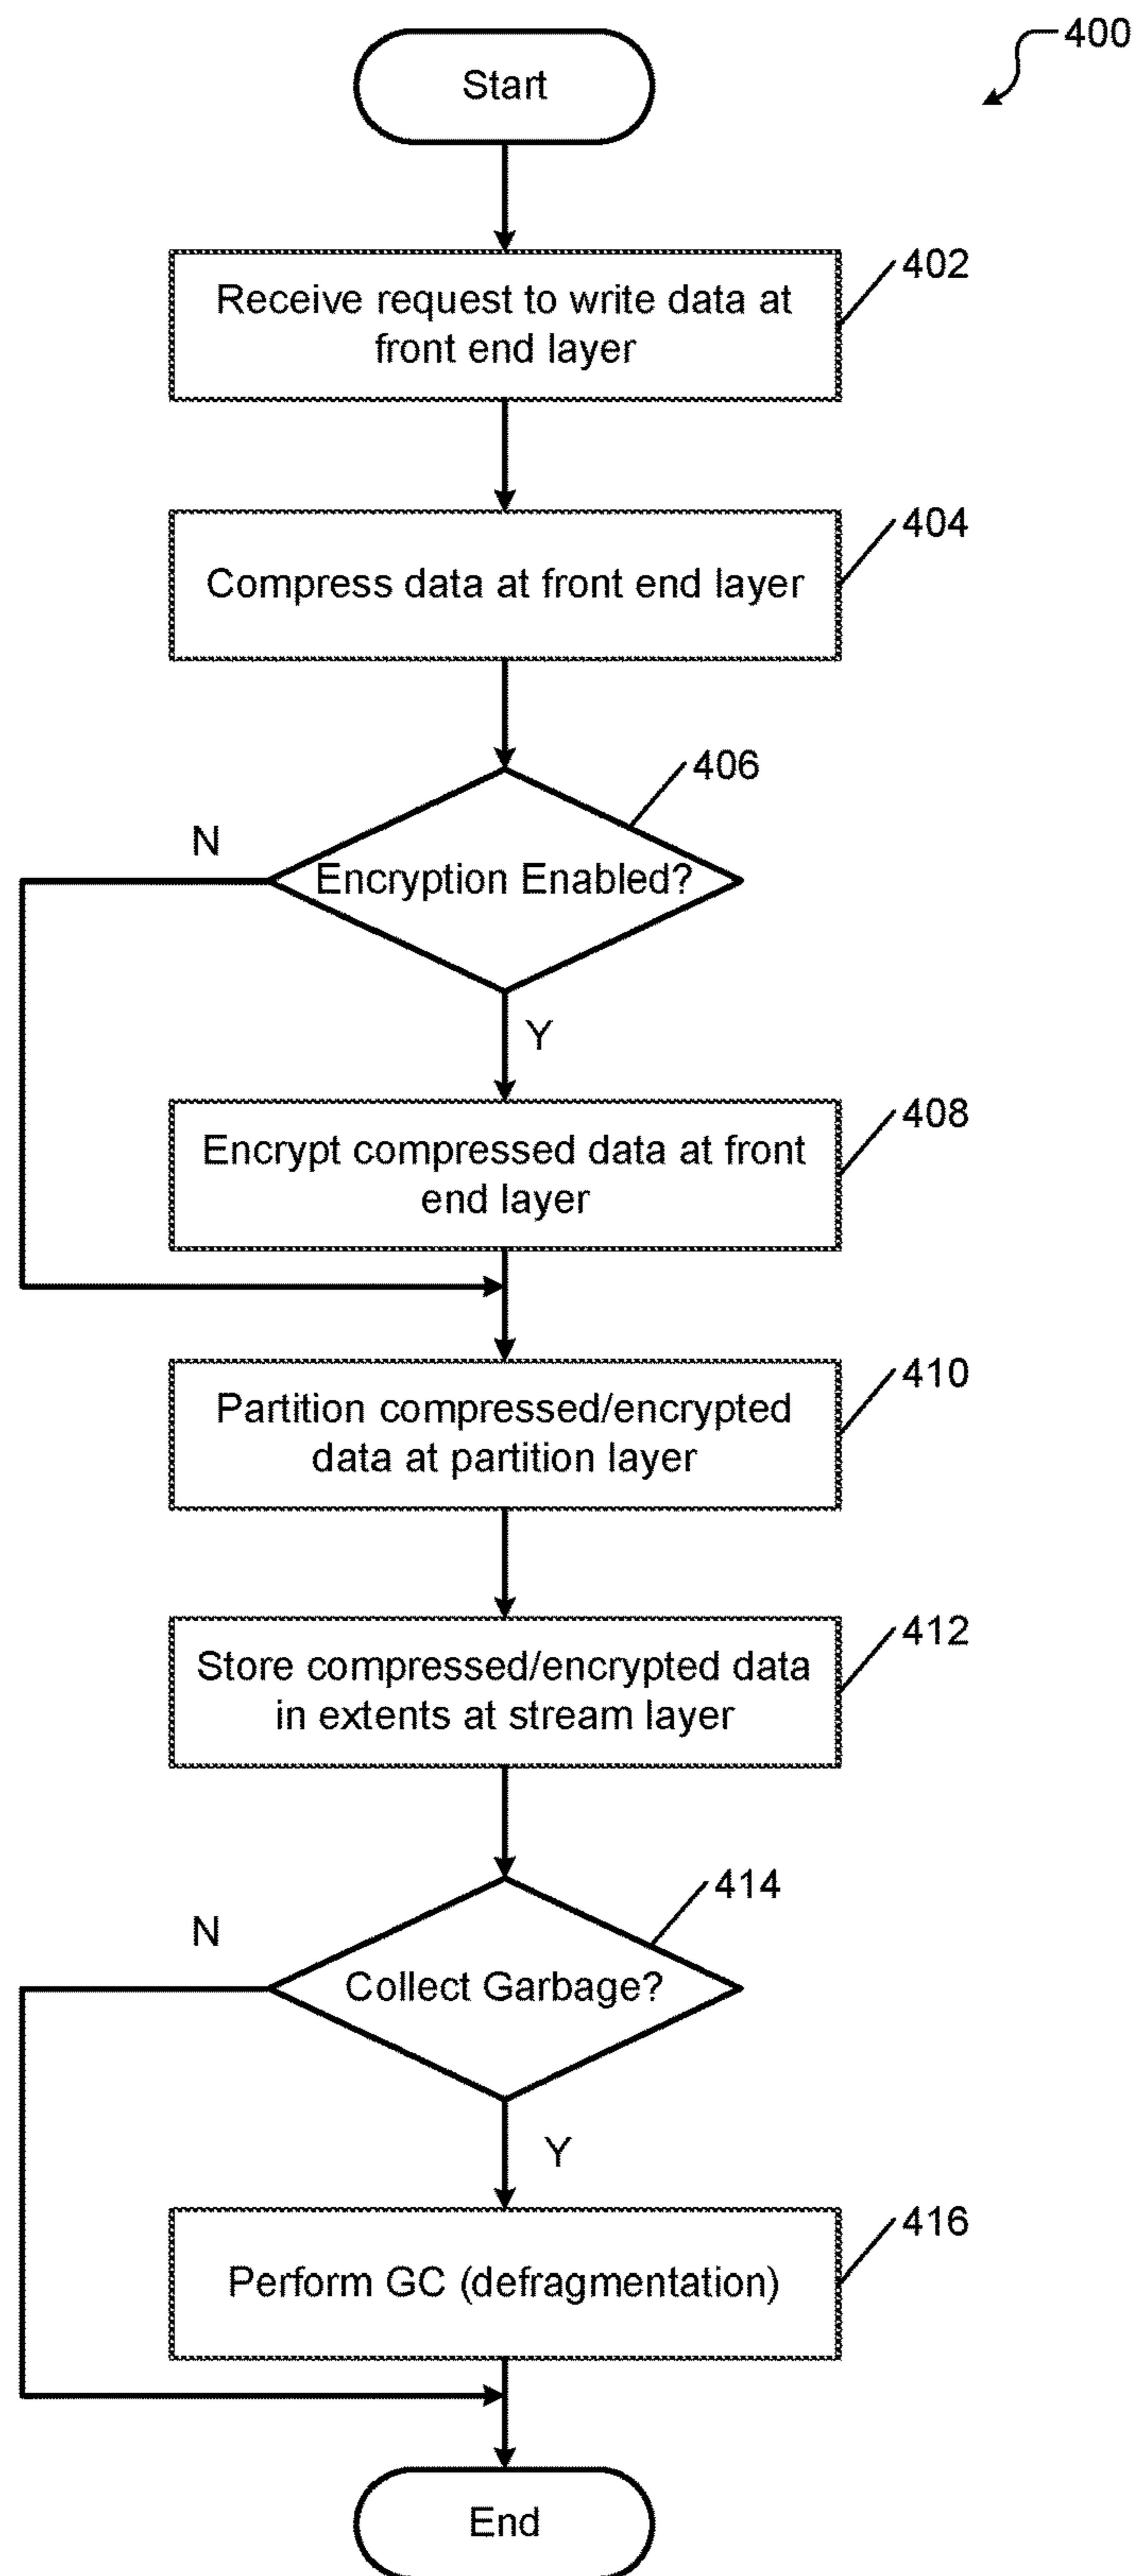 400
Start
402
Receive request to write data at
front end layer
404
Compress data at front end layer
406
N
Encryption Enabled?
Y
408
Encrypt compressed data at front
end layer
410
Partition compressed/encrypted
data at partition layer
412
Store compressed/encrypted data
in extents at stream layer
414
N
Collect Garbage?
Y
416
Perform GC (defragmentation)
End